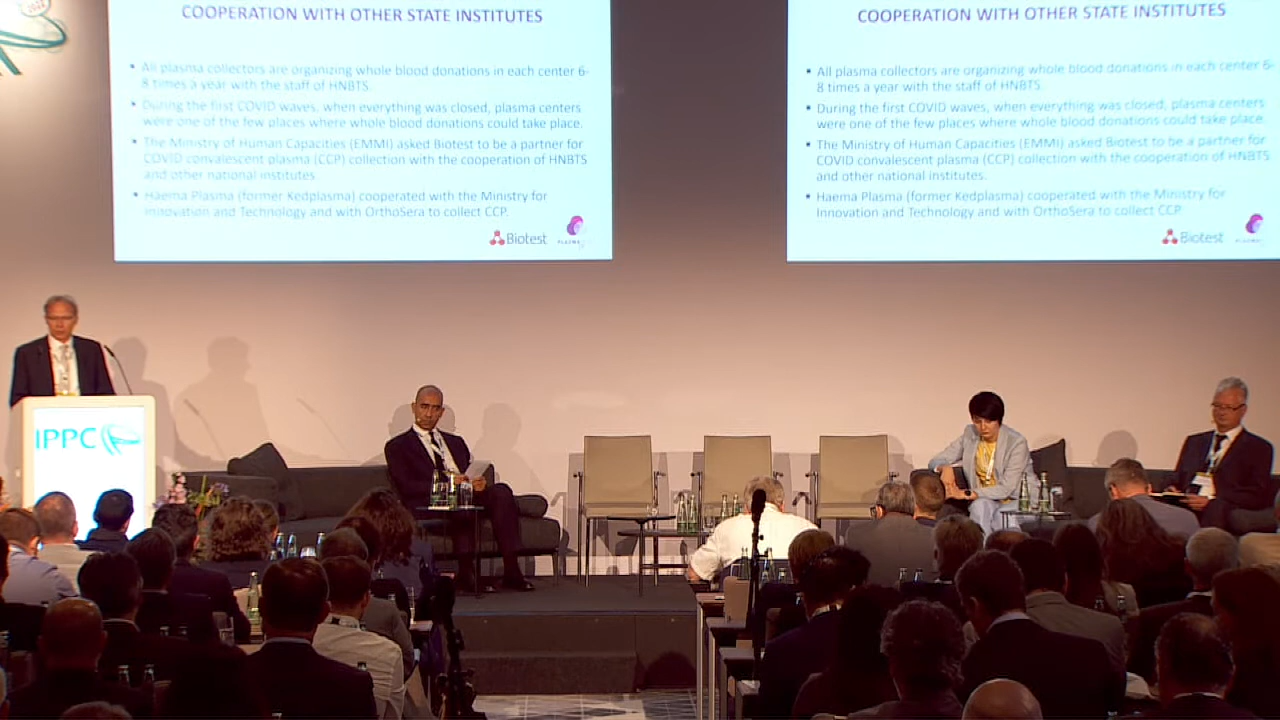 COOPERATION WITH OTHER STATE INSTITUTES
▪ All plasma collectors are organizing whole blood donations in each center 6-
8 times a year with the staff of HNBTS.
▪ During the first COVID waves, when everything was closed, plasma centers
were one of the few places where whole blood donations could take place.
▪ The Ministry of Human Capacities (EMMI) asked Biotest to be a partner for
COVID convalescent plasma (CCP) collection with the cooperation of HNBTS
and other national institutes.
▪ Haema Plasma (former Kedplasma) cooperated with the Ministry for
Innovation and Technology and with OrthoSera to collect CCP.
Biotest
COOPERATION WITH OTHER STATE INSTITUTES
▪ All plasma collectors are organizing whole blood donations in each center 6-
8 times a year with the staff of HNBTS.
▪ During the first COVID waves, when everything was closed, plasma centers
were one of the few places where whole blood donations could take place.
▪ The Ministry of Human Capacities (EMMI) asked Biotest to be a partner for
COVID convalescent plasma (CCP) collection with the cooperation of HNBTS
and other national institutes.
▪ Haema Plasma (former Kedplasma) cooperated with the Ministry for
Innovation and Technology and with OrthoSera to collect CCP.
Biotest
IPPC